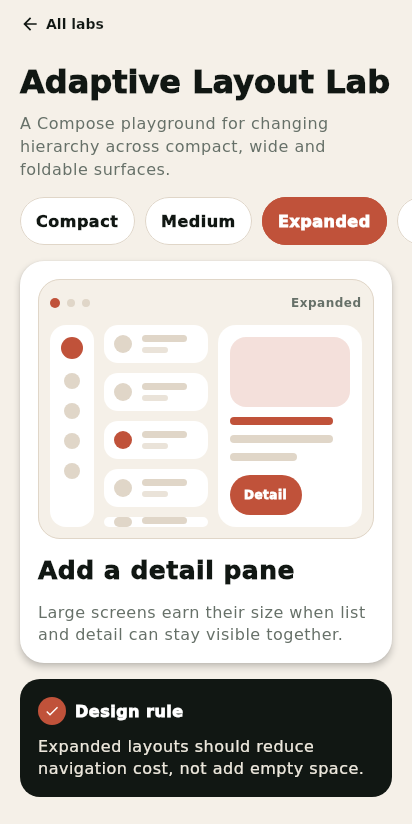 All labs
Adaptive Layout Lab
A Compose playground for changing
hierarchy across compact, wide and
foldable surfaces.
Compact
Medium
Expanded
Expanded
Detail
Add a detail pane
Large screens earn their size when list
and detail can stay visible together.
Design rule
Expanded layouts should reduce
navigation cost, not add empty space.